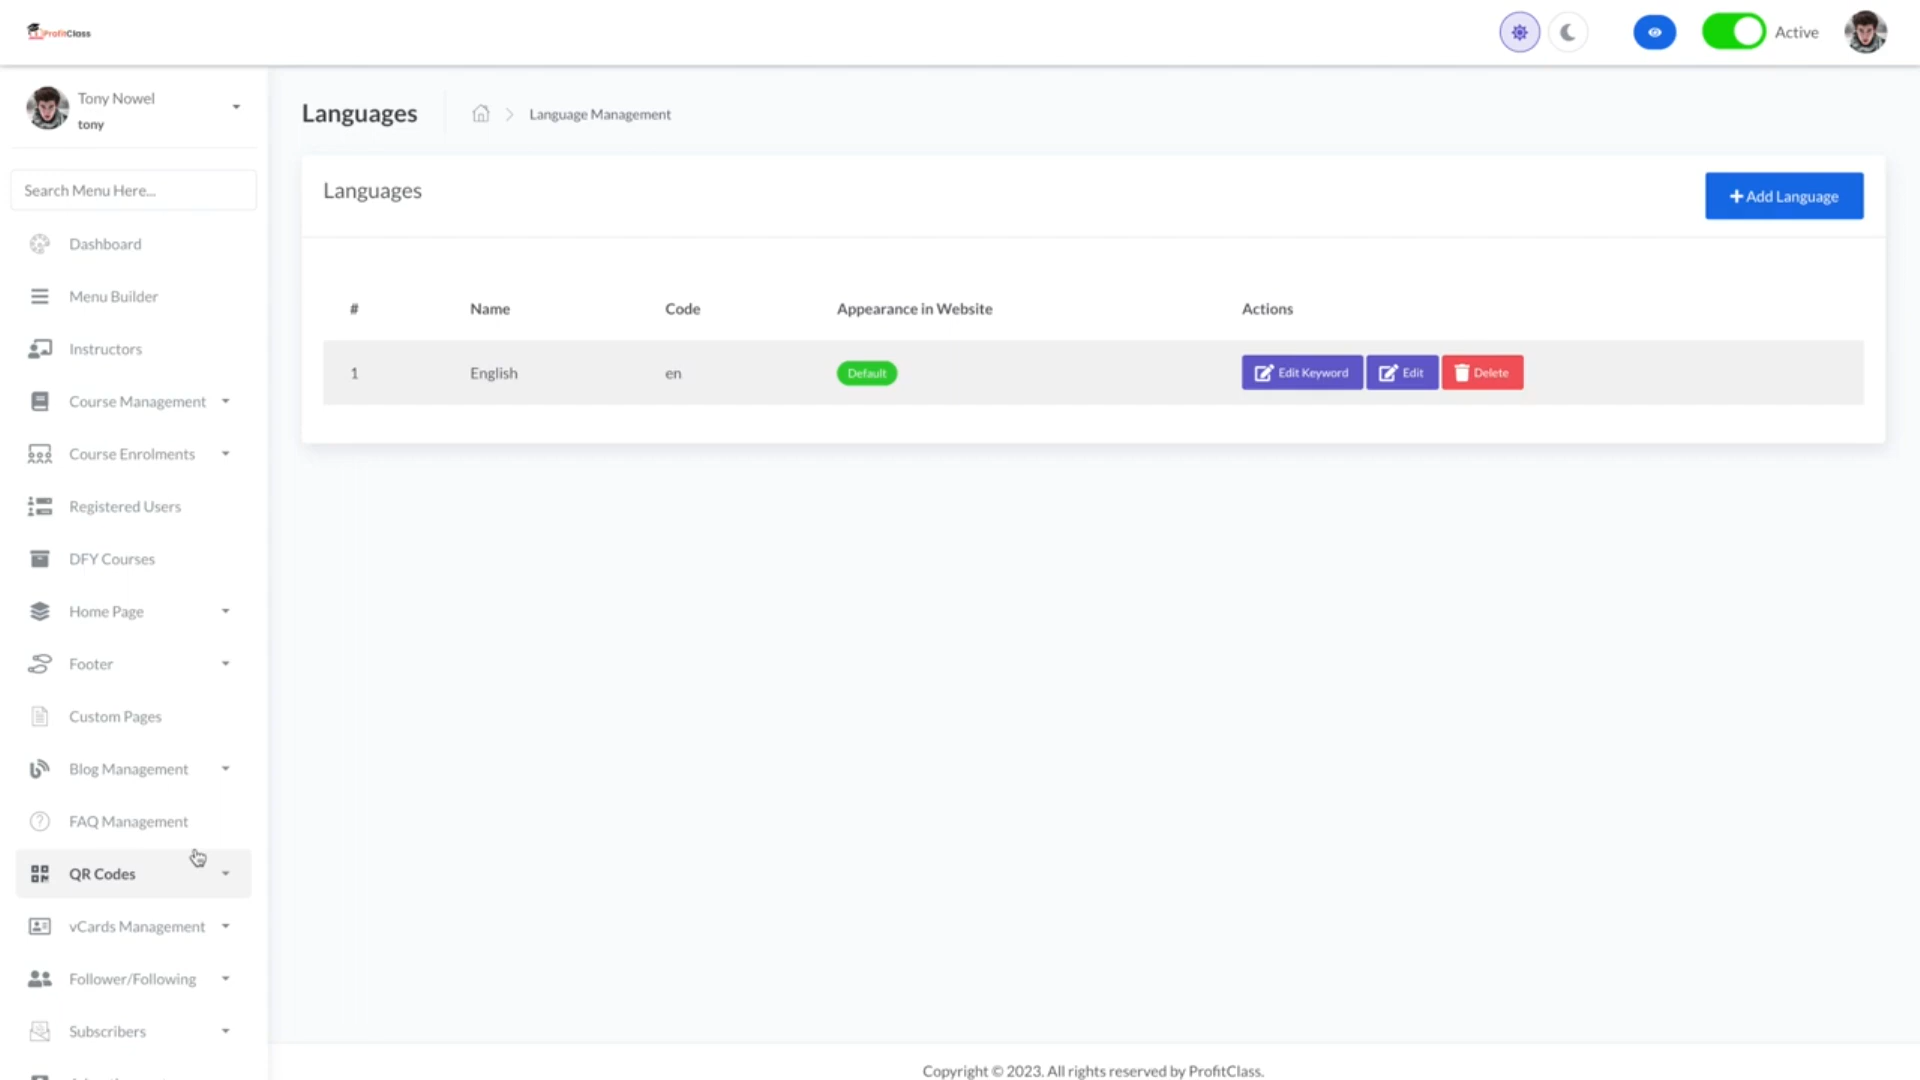 ProfitClass
Active
Tony Nowel
tony
Search Menu Here...
Dashboard
Menu Builder
Instructors
Course Management
Course Enrolments
Registered Users
DFY Courses
Home Page
Footer
Custom Pages
Blog Management
FAQ Management
QR Codes
vCards Management
Follower/Following
Subscribers
Languages
Language Management
Languages
Add Language
# Name Code Appearance in Website Actions
1 English en Default Edit Keyword Edit Delete
Copyright © 2023. All rights reserved by ProfitClass.